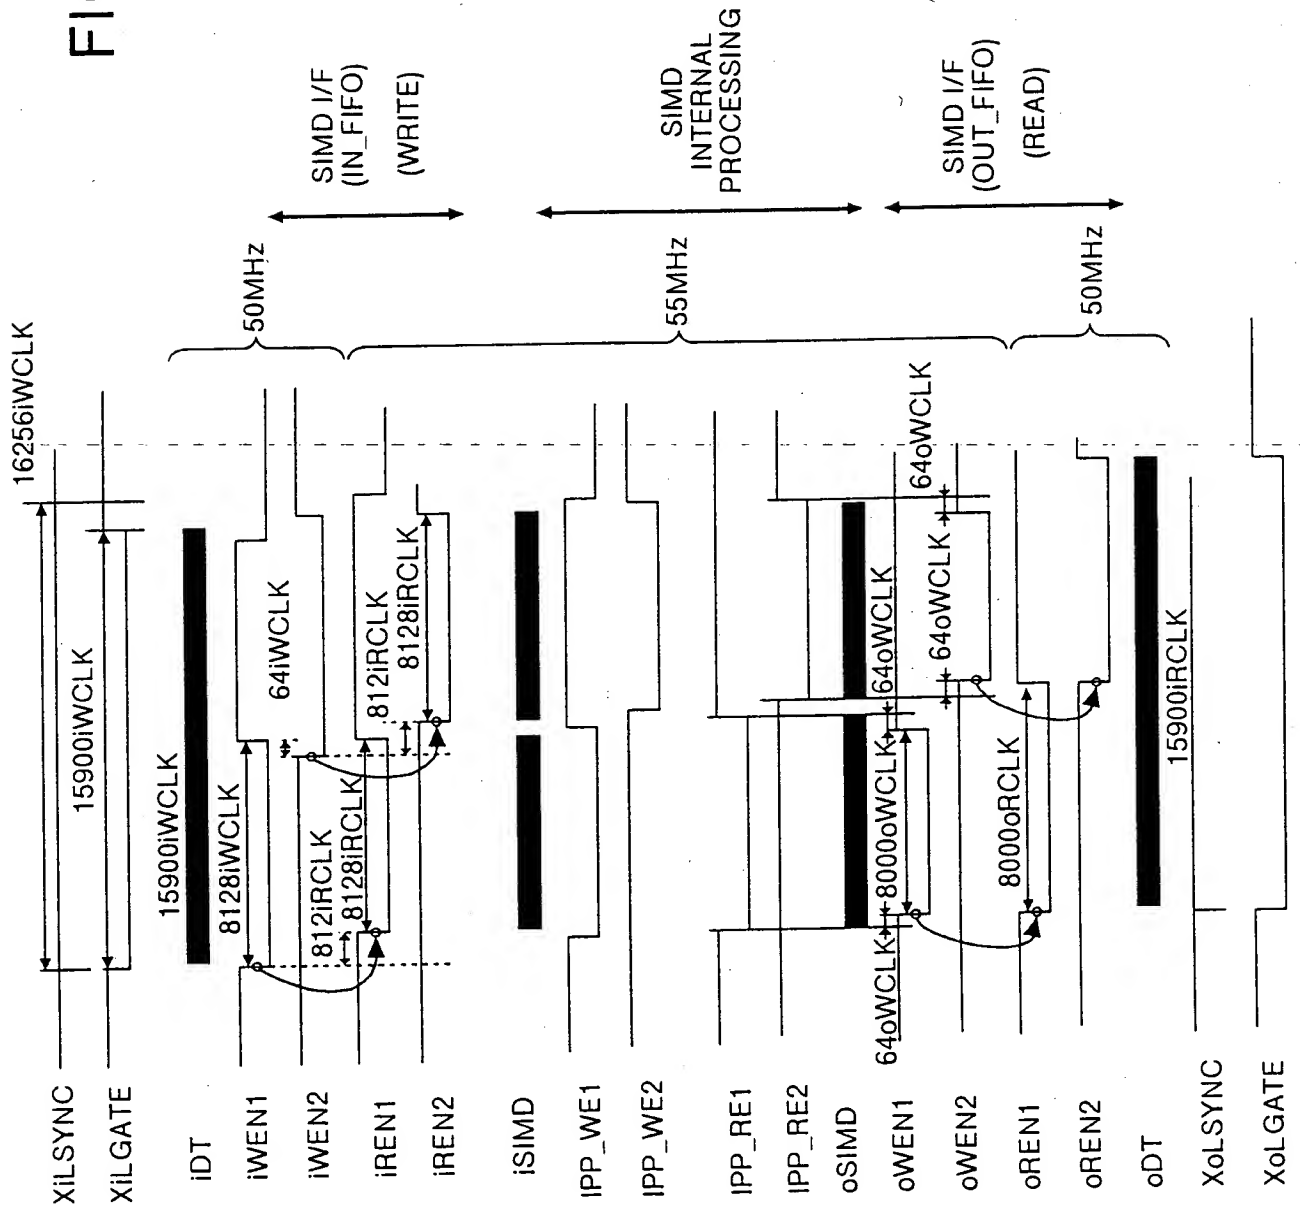 FI
16256iWCLK
15900iWCLK
15900iWCLK
8128iWCLK
64iWCLK
812iRCLK
8128iRCLK
812iRCLK
8128iRCLK
50MHz
55MHz
50MHz
SIMD I/F
(IN_FIFO)
(WRITE)
SIMD
INTERNAL
PROCESSING
SIMD I/F
(OUT_FIFO)
(READ)
64oWCLK
8000oWCLK
64oWCLK
64oWCLK
64oWCLK
8000oRCLK
15900iRCLK
XiLSYNC
XiLGATE
iDT
iWEN1
iWEN2
iREN1
iREN2
iSIMD
IPP_WE1
IPP_WE2
IPP_RE1
IPP_RE2
oSIMD
oWEN1
oWEN2
oREN1
oREN2
oDT
XoLSYNC
XoLGATE